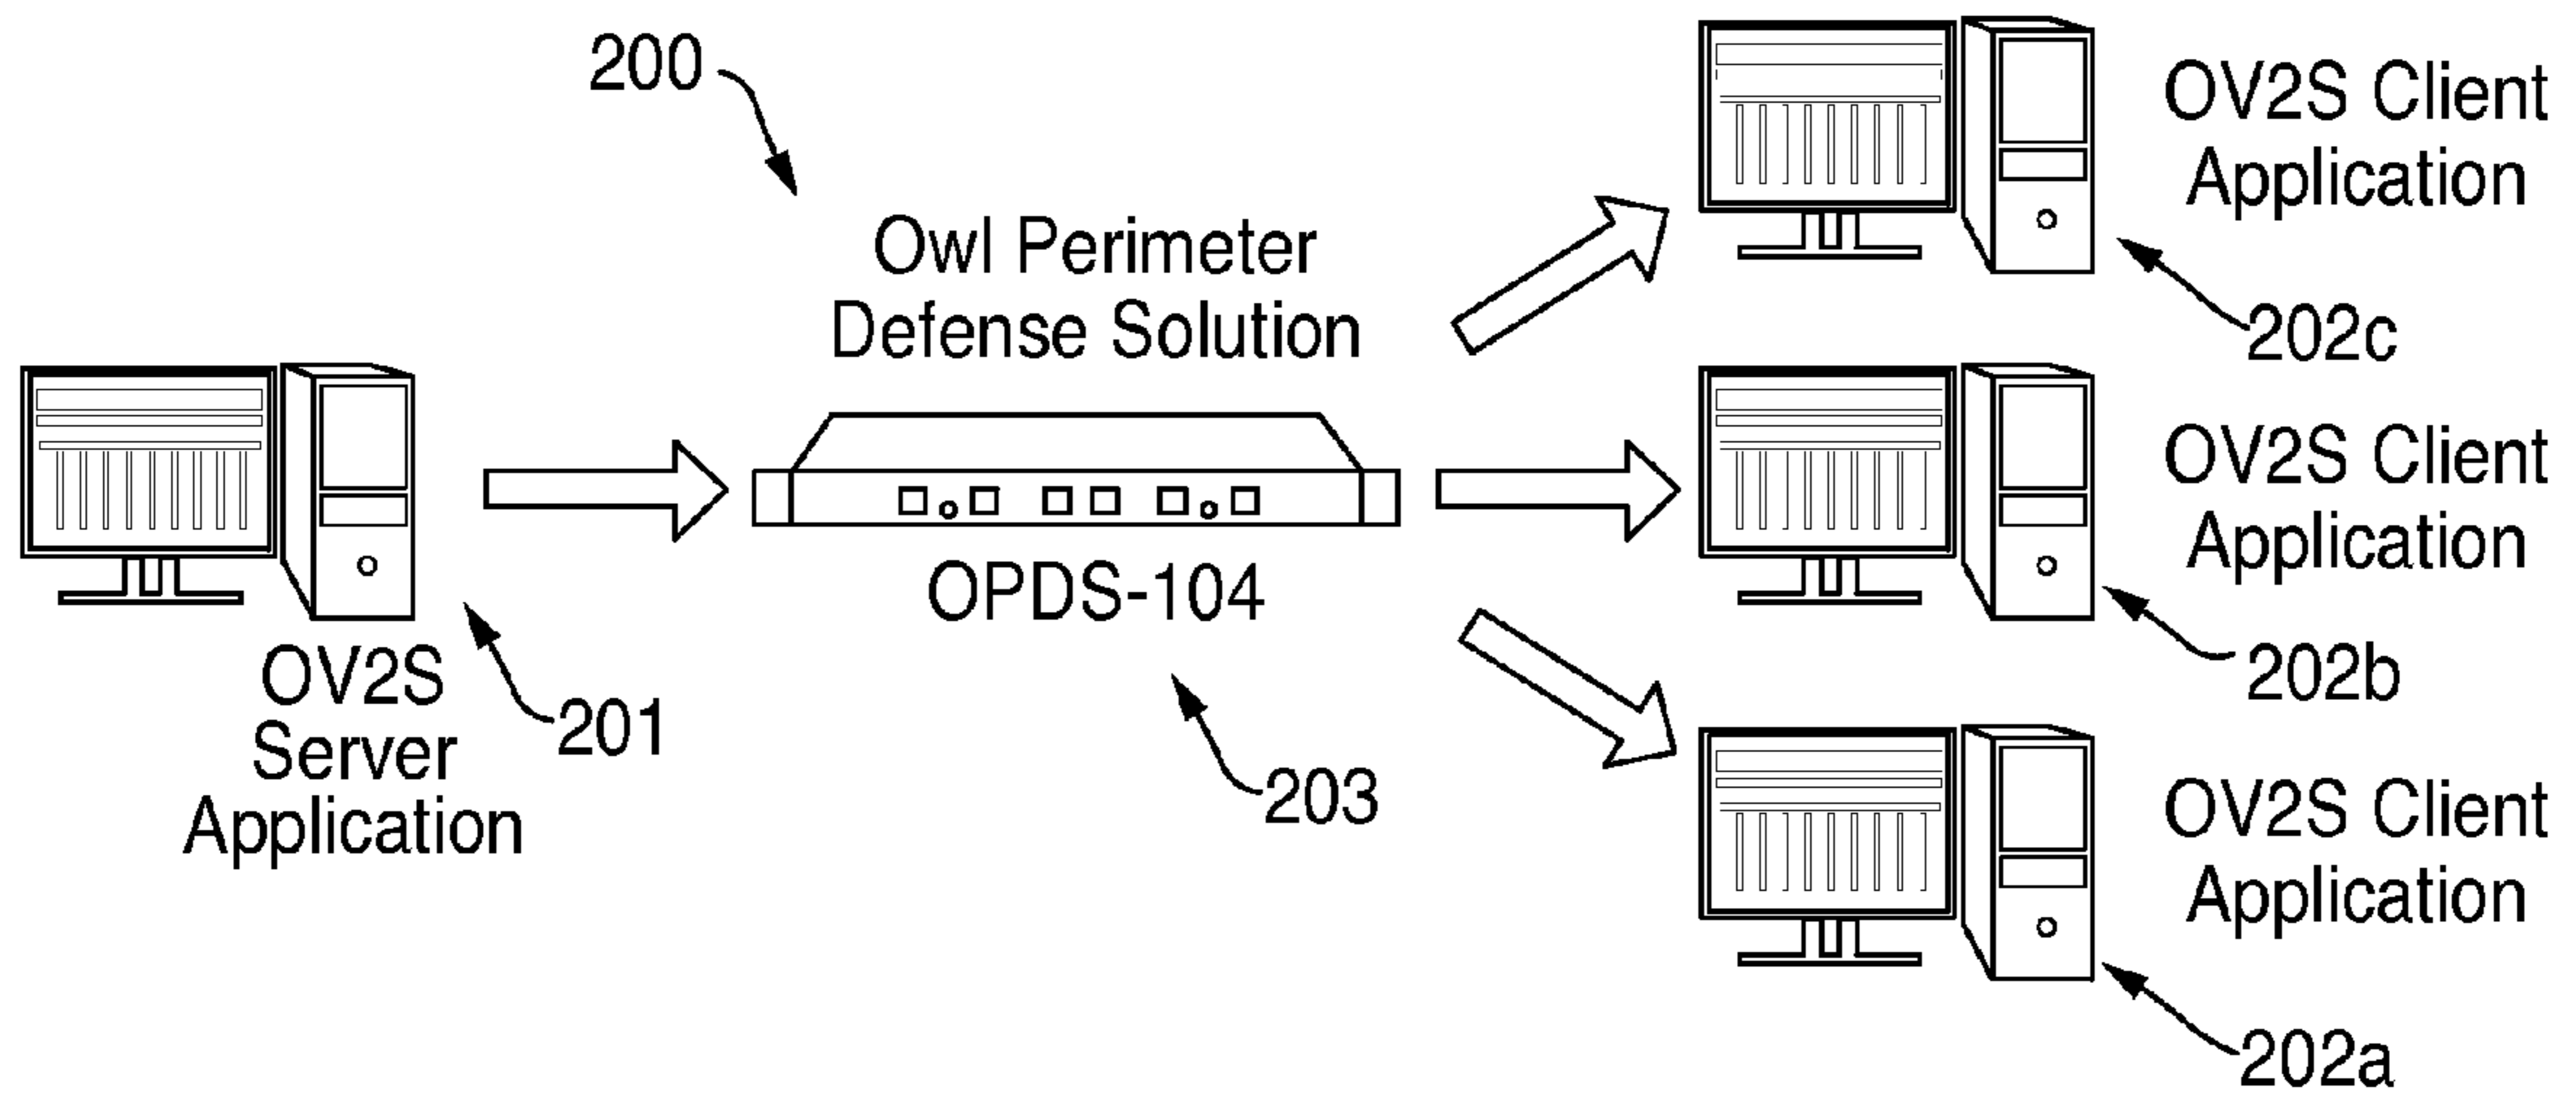 200
Owl Perimeter
Defense Solution
OPDS-104
203
OV2S
Server
Application
201
OV2S Client
Application
202c
OV2S Client
Application
202b
OV2S Client
Application
202a